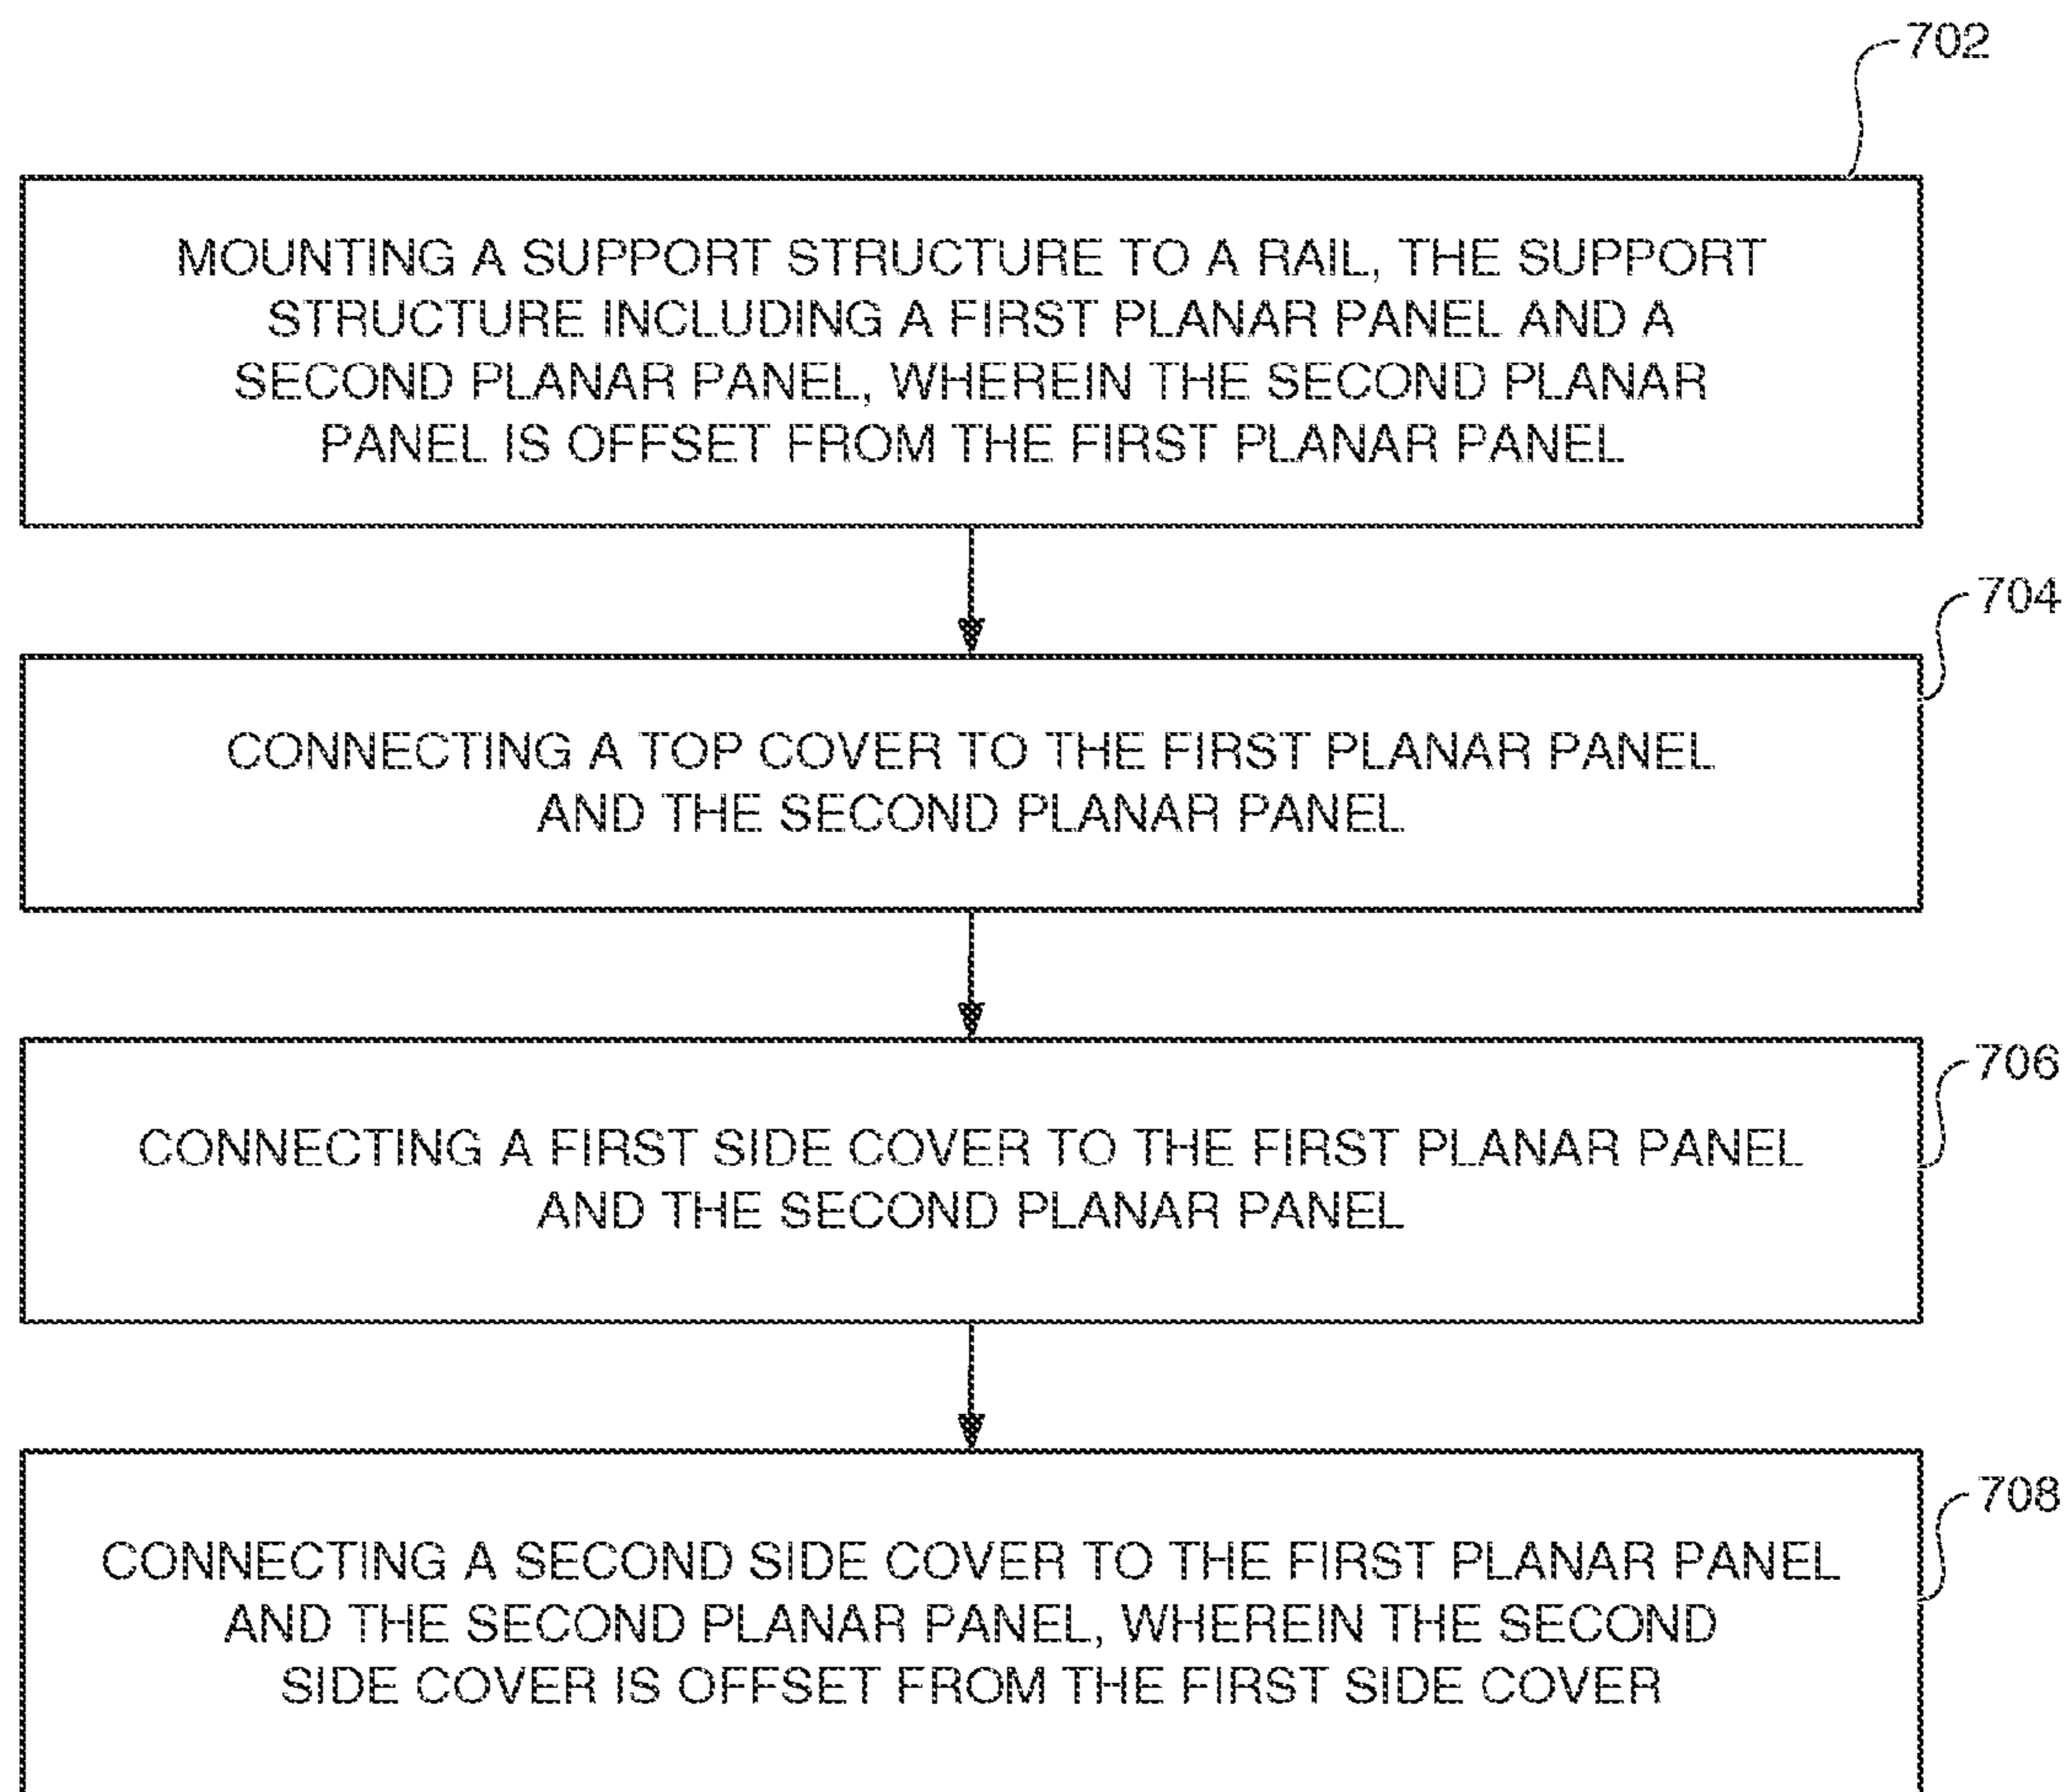 702
MOUNTING A SUPPORT STRUCTURE TO A RAIL, THE SUPPORT
STRUCTURE INCLUDING A FIRST PLANAR PANEL AND A
SECOND PLANAR PANEL, WHEREIN THE SECOND PLANAR
PANEL IS OFFSET FROM THE FIRST PLANAR PANEL
704
CONNECTING A TOP COVER TO THE FIRST PLANAR PANEL
AND THE SECOND PLANAR PANEL
706
CONNECTING A FIRST SIDE COVER TO THE FIRST PLANAR PANEL
AND THE SECOND PLANAR PANEL
708
CONNECTING A SECOND SIDE COVER TO THE FIRST PLANAR PANEL
AND THE SECOND PLANAR PANEL, WHEREIN THE SECOND
SIDE COVER IS OFFSET FROM THE FIRST SIDE COVER